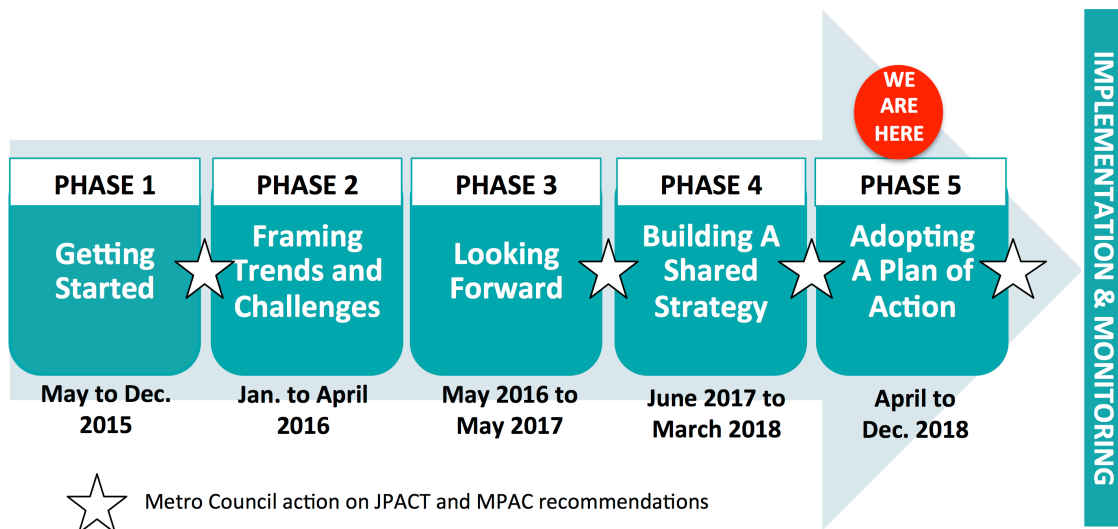 WE
ARE
HERE
PHASE 1
Getting
Started
May to Dec.
2015
PHASE 2
Framing
Trends and
Challenges
Jan. to April
2016
PHASE 3
Looking
Forward
May 2016 to
May 2017
PHASE 4
Building A
Shared
Strategy
June 2017 to
March 2018
PHASE 5
Adopting
A Plan of
Action
April to
Dec. 2018
IMPLEMENTATION & MONITORING
Metro Council action on JPACT and MPAC recommendations